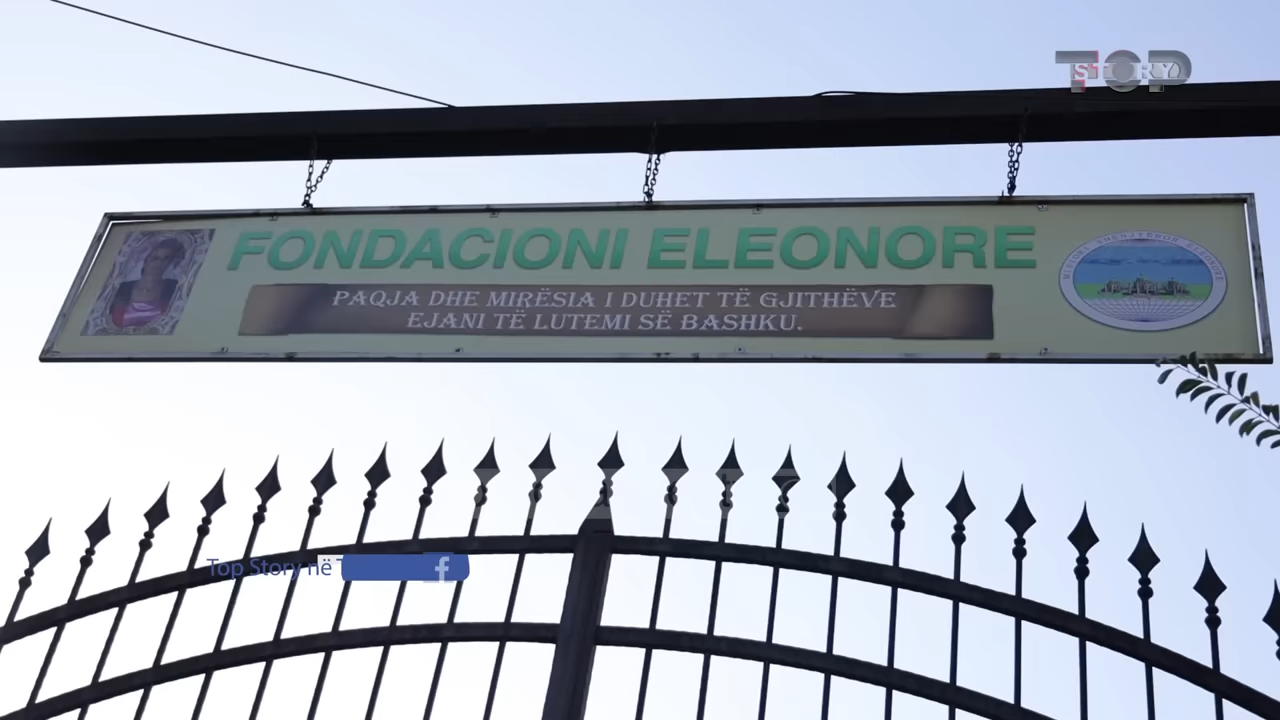 TOP
STORY
FONDACIONI ELEONORE
PAQJA DHE MIRËSIA I DUHET TË GJITHËVE
EJANI TË LUTEMI SË BASHKU.
Top Story në
f